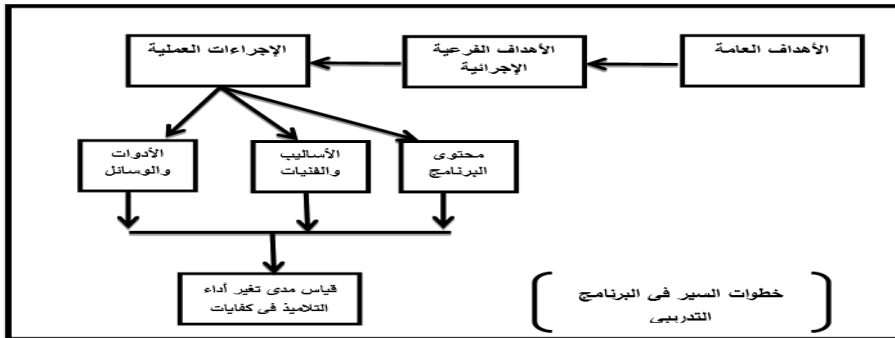 الأهداف العامة
الأهداف الفرعية
الإجرائية
الإجراءات العملية
محتوى
البرنامج
الأساليب
والفنيات
الأدوات
والوسائل
قياس مدى تغير أداء
التلاميذ فى كفايات
خطوات السير فى البرنامج
التدريبى